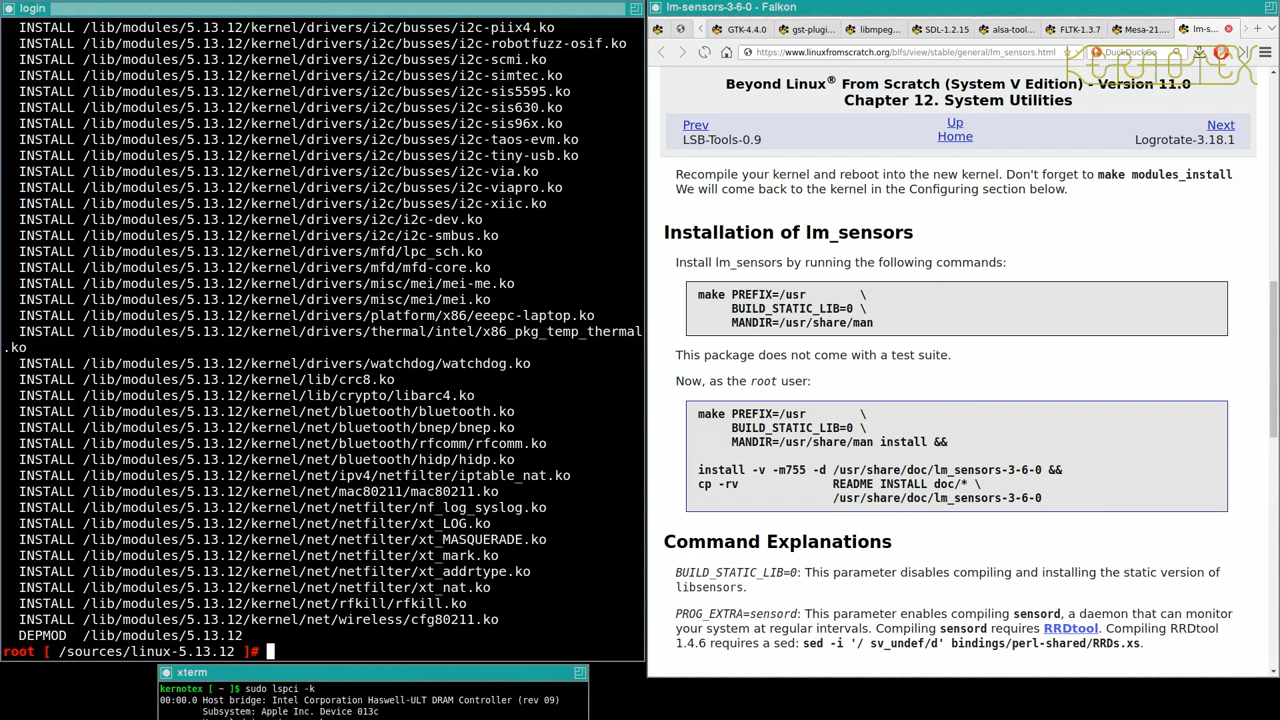 login
INSTALL /lib/modules/5.13.12/kernel/drivers/i2c/busses/i2c-piix4.ko
INSTALL /lib/modules/5.13.12/kernel/drivers/i2c/busses/i2c-robotfuzz-osif.ko
INSTALL /lib/modules/5.13.12/kernel/drivers/i2c/busses/i2c-scmi.ko
INSTALL /lib/modules/5.13.12/kernel/drivers/i2c/busses/i2c-simtec.ko
INSTALL /lib/modules/5.13.12/kernel/drivers/i2c/busses/i2c-sis5595.ko
INSTALL /lib/modules/5.13.12/kernel/drivers/i2c/busses/i2c-sis630.ko
INSTALL /lib/modules/5.13.12/kernel/drivers/i2c/busses/i2c-sis96x.ko
INSTALL /lib/modules/5.13.12/kernel/drivers/i2c/busses/i2c-taos-evm.ko
INSTALL /lib/modules/5.13.12/kernel/drivers/i2c/busses/i2c-tiny-usb.ko
INSTALL /lib/modules/5.13.12/kernel/drivers/i2c/busses/i2c-via.ko
INSTALL /lib/modules/5.13.12/kernel/drivers/i2c/busses/i2c-viapro.ko
INSTALL /lib/modules/5.13.12/kernel/drivers/i2c/busses/i2c-xiic.ko
INSTALL /lib/modules/5.13.12/kernel/drivers/i2c/i2c-dev.ko
INSTALL /lib/modules/5.13.12/kernel/drivers/i2c/i2c-smbus.ko
INSTALL /lib/modules/5.13.12/kernel/drivers/mfd/lpc_sch.ko
INSTALL /lib/modules/5.13.12/kernel/drivers/mfd/mfd-core.ko
INSTALL /lib/modules/5.13.12/kernel/drivers/misc/mei/mei-me.ko
INSTALL /lib/modules/5.13.12/kernel/drivers/misc/mei/mei.ko
INSTALL /lib/modules/5.13.12/kernel/drivers/platform/x86/eeepc-laptop.ko
INSTALL /lib/modules/5.13.12/kernel/drivers/thermal/intel/x86_pkg_temp_thermal
.ko
INSTALL /lib/modules/5.13.12/kernel/drivers/watchdog/watchdog.ko
INSTALL /lib/modules/5.13.12/kernel/lib/crc8.ko
INSTALL /lib/modules/5.13.12/kernel/lib/crypto/libarc4.ko
INSTALL /lib/modules/5.13.12/kernel/net/bluetooth/bluetooth.ko
INSTALL /lib/modules/5.13.12/kernel/net/bluetooth/bnep/bnep.ko
INSTALL /lib/modules/5.13.12/kernel/net/bluetooth/rfcomm/rfcomm.ko
INSTALL /lib/modules/5.13.12/kernel/net/bluetooth/hidp/hidp.ko
INSTALL /lib/modules/5.13.12/kernel/net/ipv4/netfilter/iptable_nat.ko
INSTALL /lib/modules/5.13.12/kernel/net/mac80211/mac80211.ko
INSTALL /lib/modules/5.13.12/kernel/net/netfilter/nf_log_syslog.ko
INSTALL /lib/modules/5.13.12/kernel/net/netfilter/xt_LOG.ko
INSTALL /lib/modules/5.13.12/kernel/net/netfilter/xt_MASQUERADE.ko
INSTALL /lib/modules/5.13.12/kernel/net/netfilter/xt_mark.ko
INSTALL /lib/modules/5.13.12/kernel/net/netfilter/xt_addrtype.ko
INSTALL /lib/modules/5.13.12/kernel/net/netfilter/xt_nat.ko
INSTALL /lib/modules/5.13.12/kernel/net/rfkill/rfkill.ko
INSTALL /lib/modules/5.13.12/kernel/net/wireless/cfg80211.ko
DEPMOD /lib/modules/5.13.12
root [ /sources/linux-5.13.12 ]#
xterm
kernotex [ ~ ]$ sudo lspci -k
00:00.0 Host bridge: Intel Corporation Haswell-ULT DRAM Controller (rev 09)
Subsystem: Apple Inc. Device 013c
lm-sensors-3-6-0 - Falkon
GTK-4.4.0 gst-plugi... libmpeg... SDL-1.2.15 alsa-tool... FLTK-1.3.7 Mesa-21.... lm-s...
https://www.linuxfromscratch.org/blfs/view/stable/general/lm_sensors.html DuckDuckGo
KERNOTEX
Beyond Linux® From Scratch (System V Edition) - Version 11.0
Chapter 12. System Utilities
Prev Up Next
LSB-Tools-0.9 Home Logrotate-3.18.1
Recompile your kernel and reboot into the new kernel. Don't forget to make modules_install
We will come back to the kernel in the Configuring section below.
Installation of lm_sensors
Install lm_sensors by running the following commands:
make PREFIX=/usr \
BUILD_STATIC_LIB=0 \
MANDIR=/usr/share/man
This package does not come with a test suite.
Now, as the root user:
make PREFIX=/usr \
BUILD_STATIC_LIB=0 \
MANDIR=/usr/share/man install &&
install -v -m755 -d /usr/share/doc/lm_sensors-3-6-0 &&
cp -rv README INSTALL doc/* \
/usr/share/doc/lm_sensors-3-6-0
Command Explanations
BUILD_STATIC_LIB=0: This parameter disables compiling and installing the static version of
libsensors.
PROG_EXTRA=sensord: This parameter enables compiling sensord, a daemon that can monitor
your system at regular intervals. Compiling sensord requires RRDtool. Compiling RRDtool
1.4.6 requires a sed: sed -i '/ sv_undef/d' bindings/perl-shared/RRDs.xs.